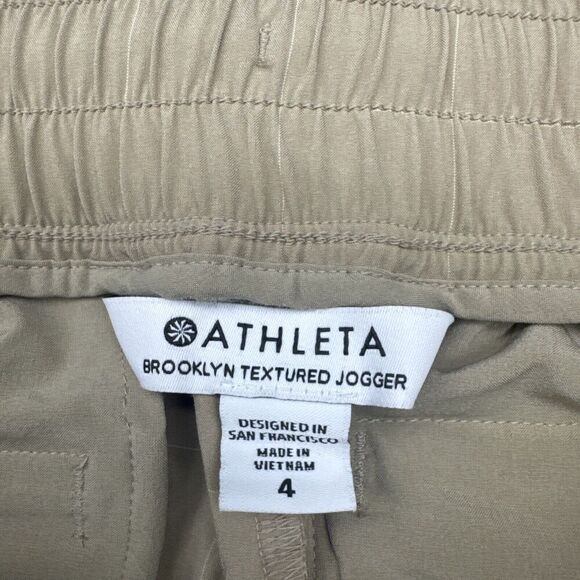 ATHLETA
BROOKLYN TEXTURED JOGGER
DESIGNED IN
SAN FRANCISCO
MADE IN
VIETNAM
4